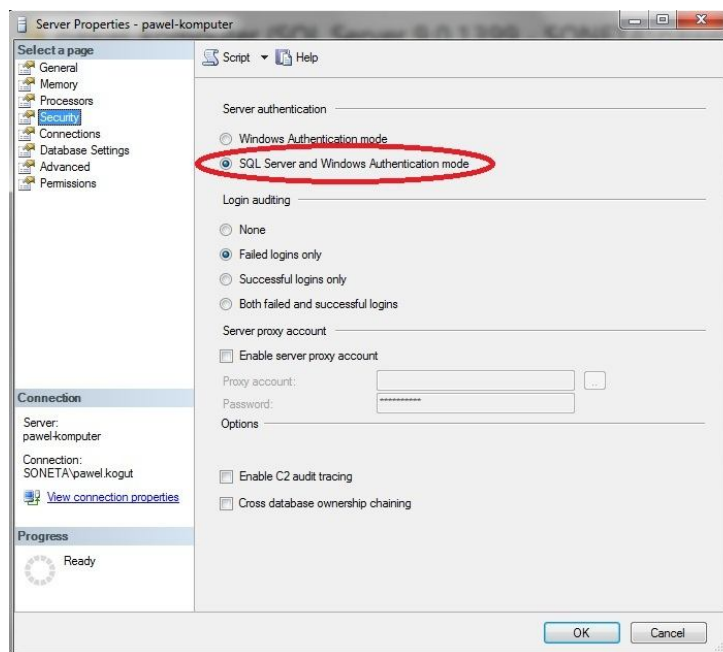 Server Properties - pawel-komputer
Select a page
General
Memory
Processors
Security
Connections
Database Settings
Advanced
Permissions
Script
Help
Server authentication
Windows Authentication mode
SQL Server and Windows Authentication mode
Login auditing
None
Failed logins only
Successful logins only
Both failed and successful logins
Server proxy account
Enable server proxy account
Proxy account:
...
Password:
**********
Options
Enable C2 audit tracing
Cross database ownership chaining
Connection
Server:
pawel-komputer
Connection:
SONETA\pawel.kogut
View connection properties
Progress
Ready
OK
Cancel